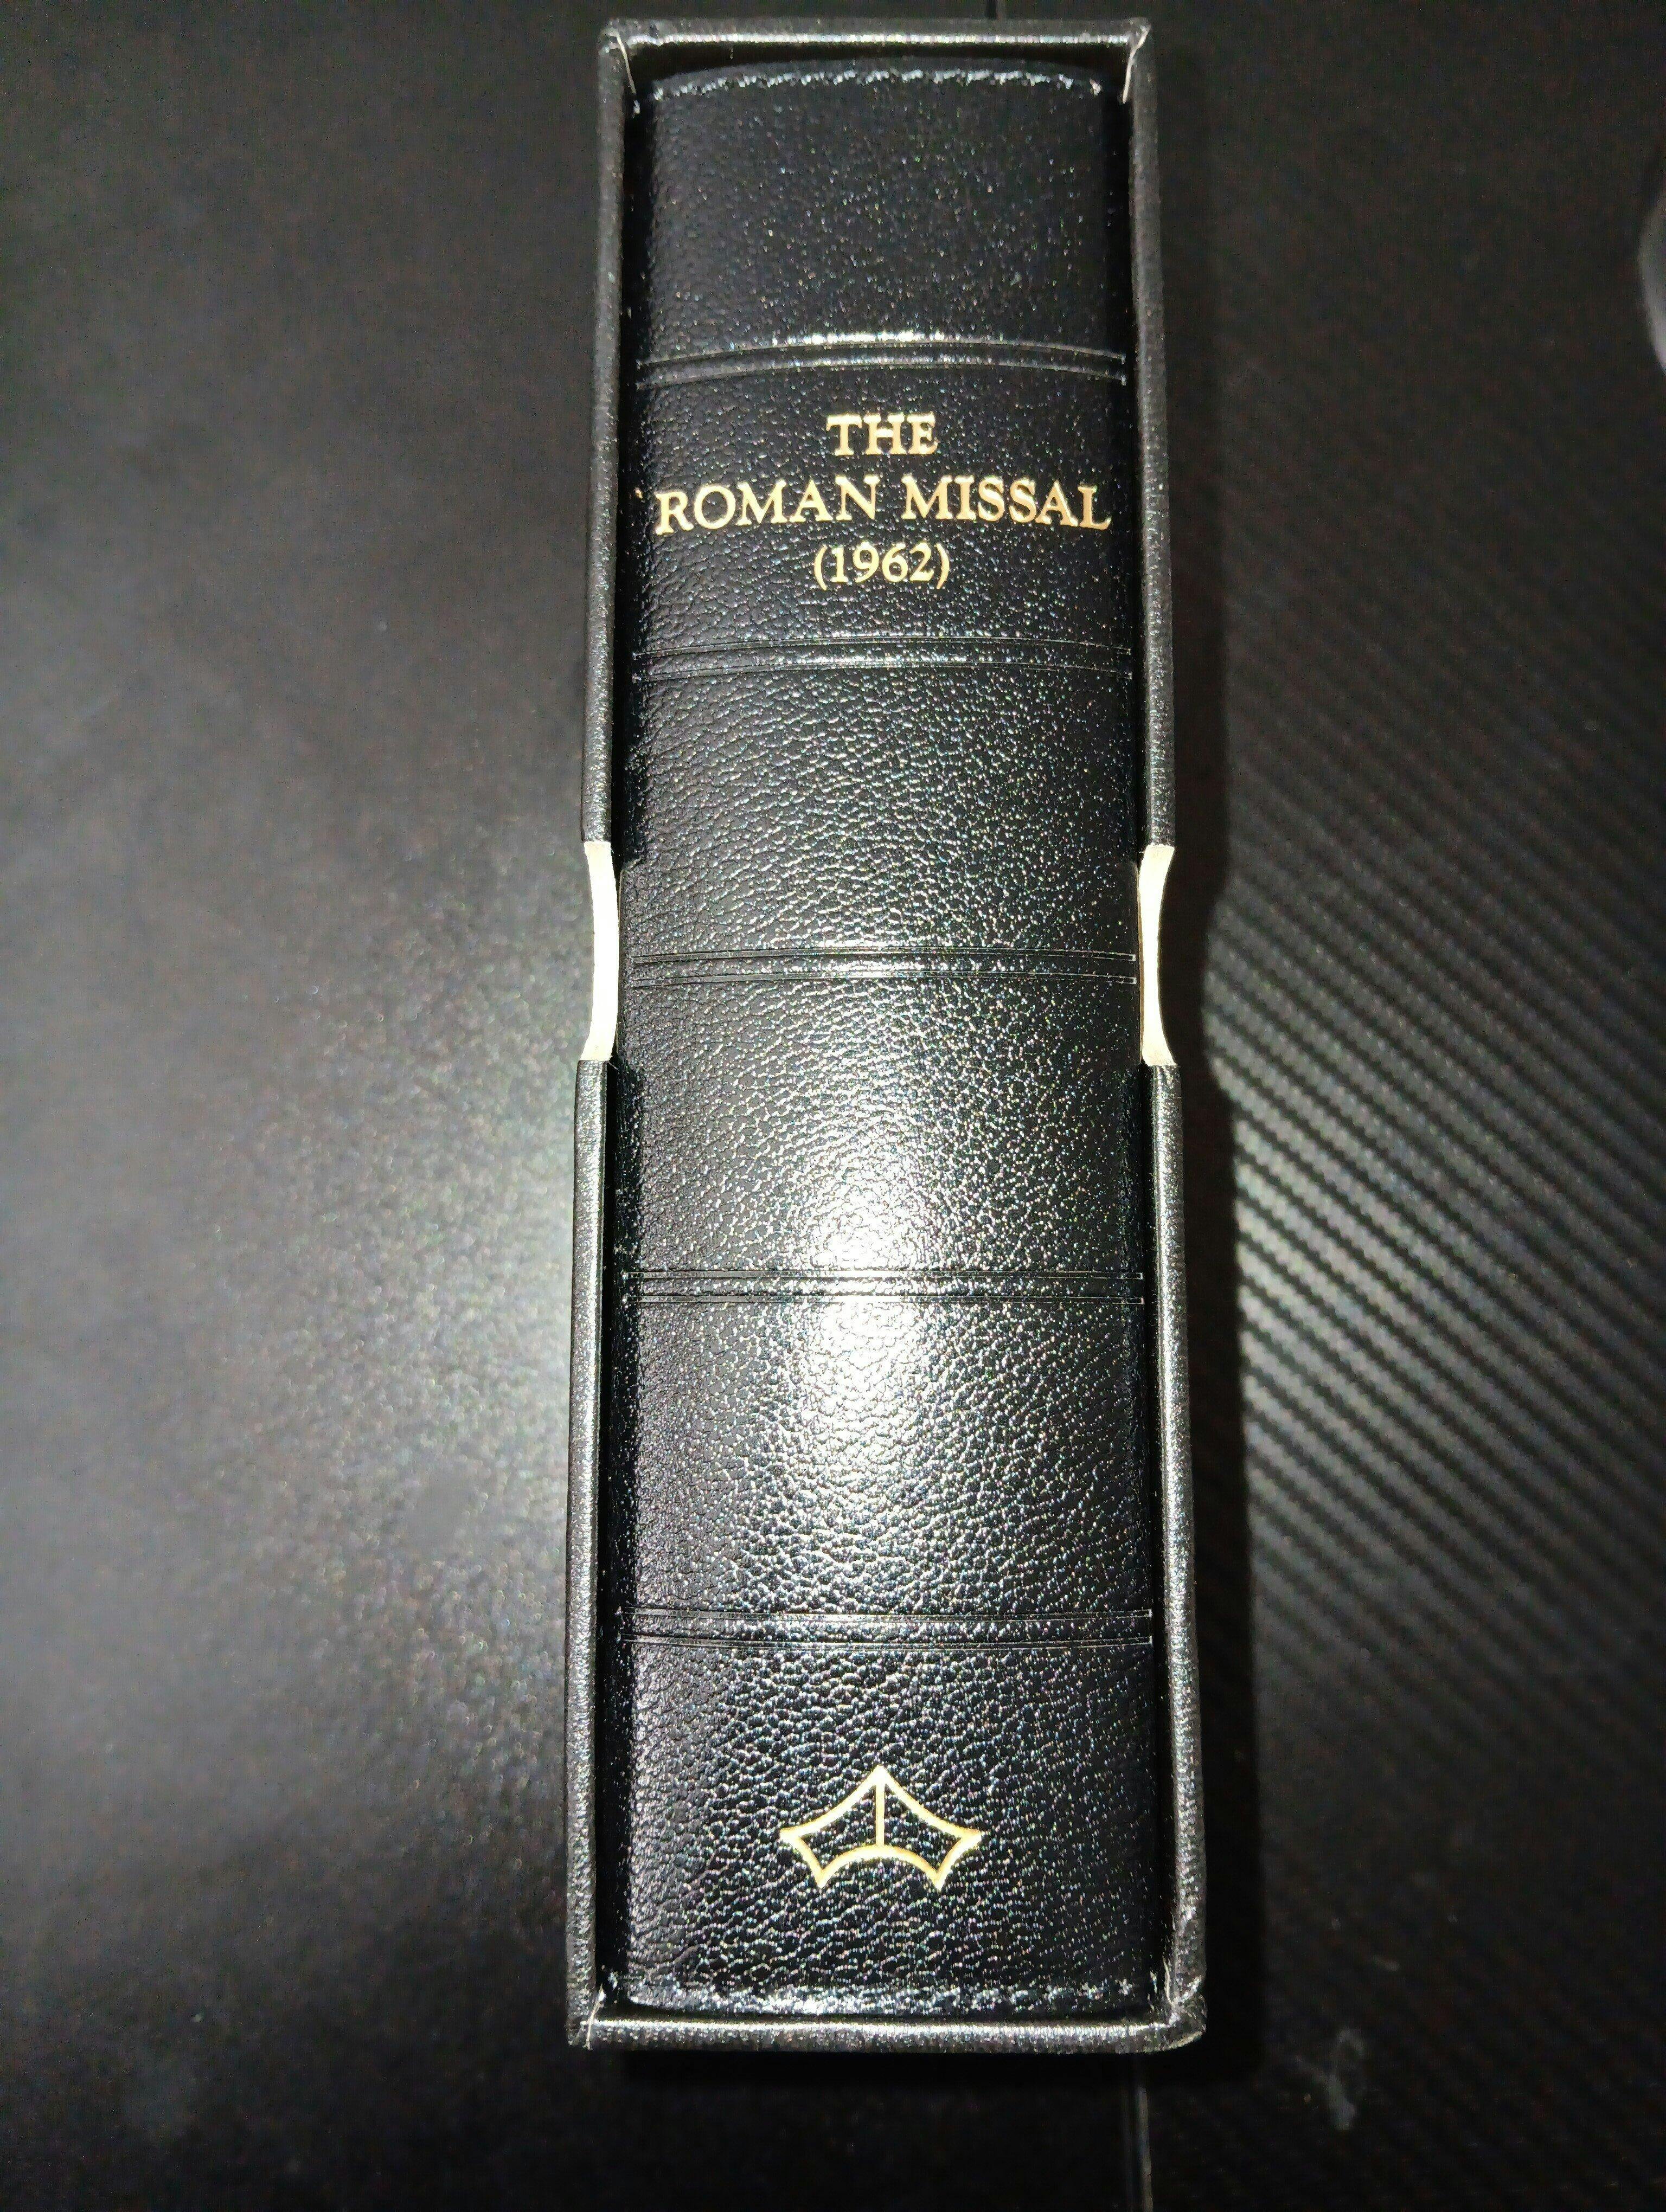 THE
ROMAN MISSAL
(1962)